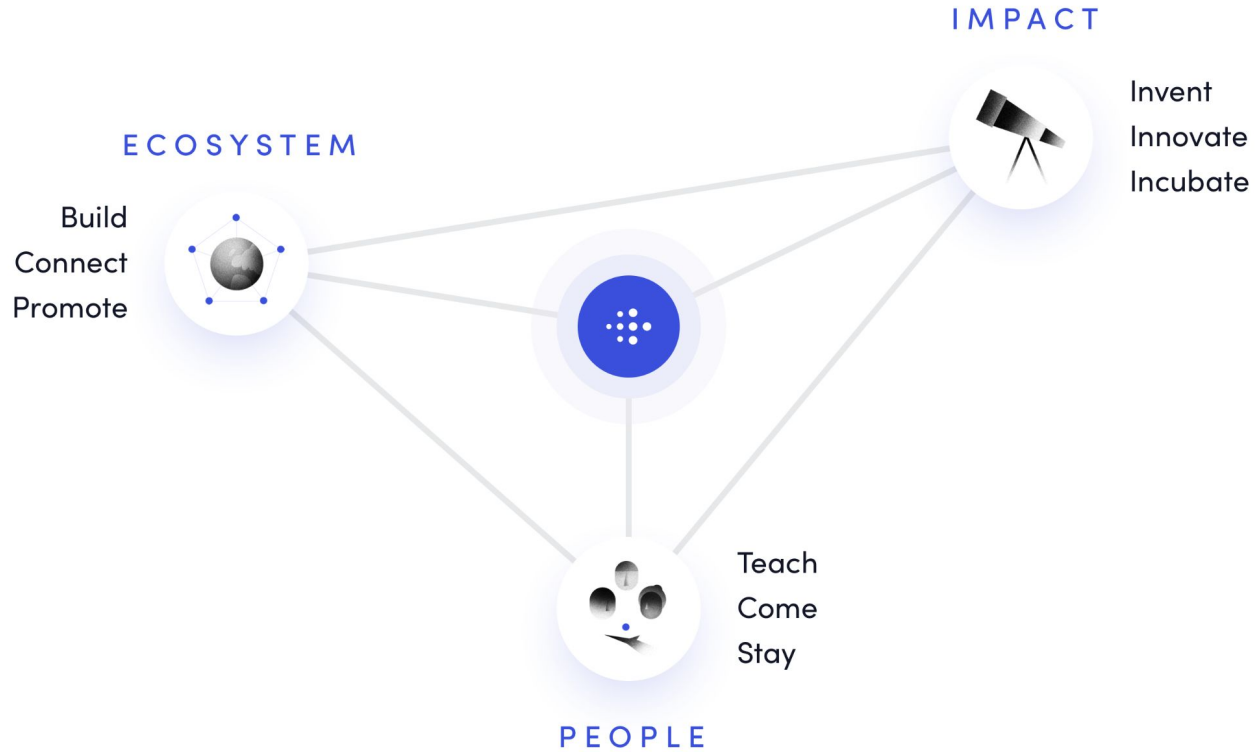 IMPACT
Invent
Innovate
Incubate
ECOSYSTEM
Build
Connect
Promote
Teach
Come
Stay
PEOPLE